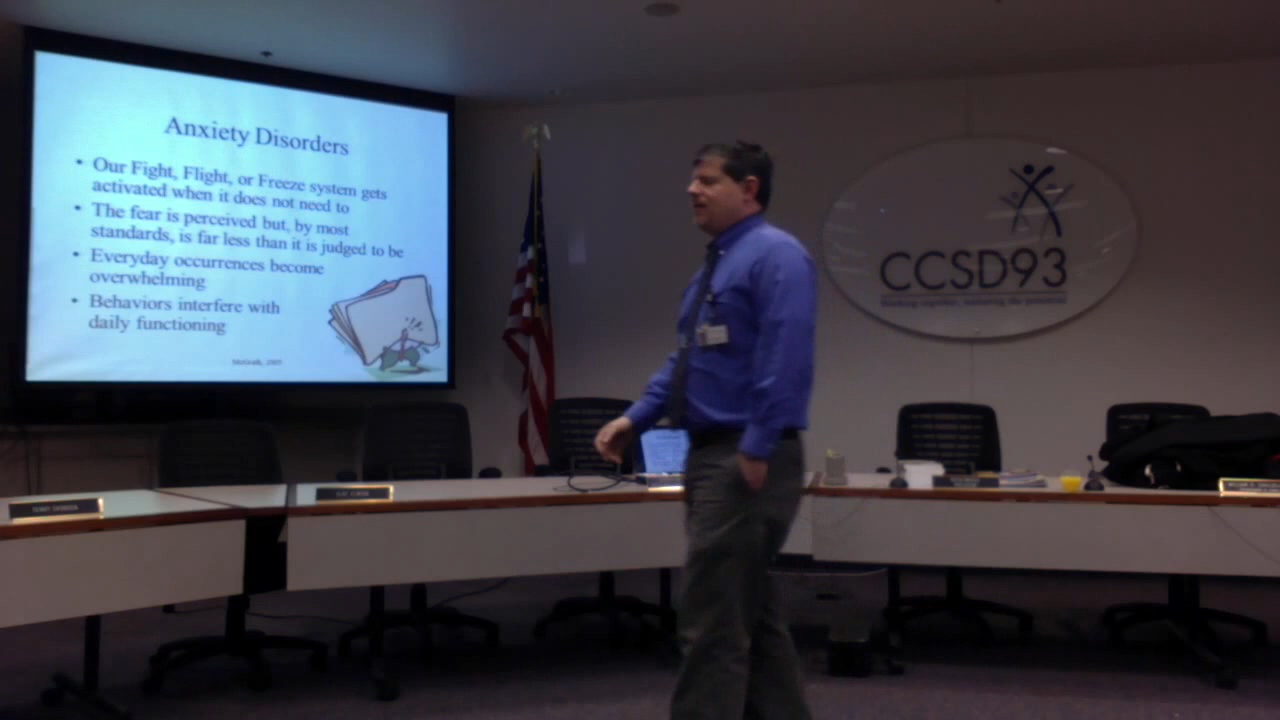 Anxiety Disorders
• Our Fight, Flight, or Freeze system gets
activated when it does not need to
• The fear is perceived but, by most
standards, is far less than it is judged to be
• Everyday occurrences become
overwhelming
• Behaviors interfere with
daily functioning
CCSD93